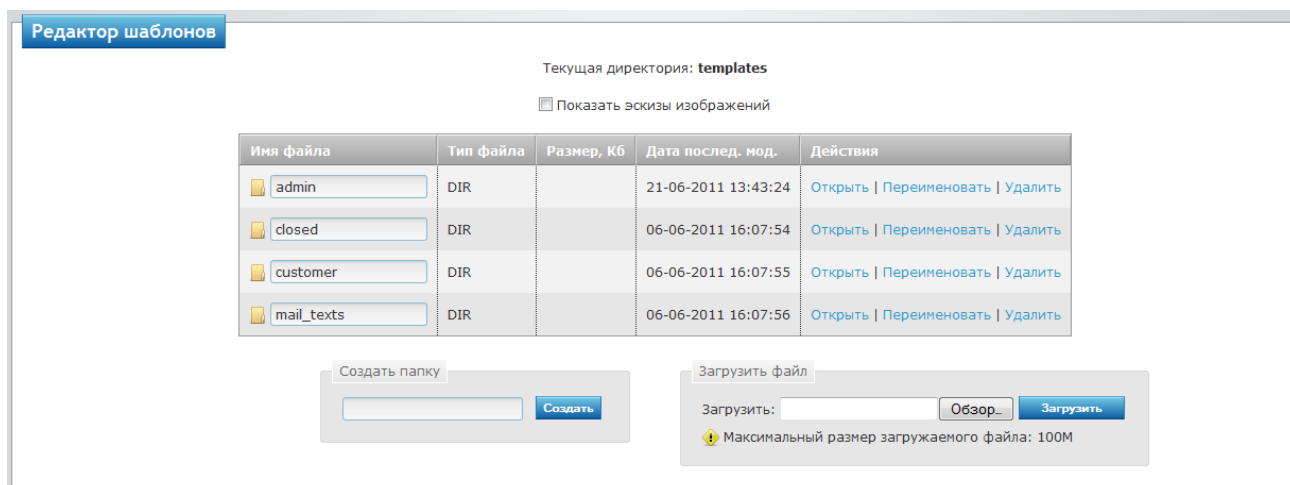 Редактор шаблонов
Текущая директория: templates
Показать эскизы изображений
Имя файла Тип файла Размер, Кб Дата послед. мод. Действия
admin DIR 21-06-2011 13:43:24 Открыть | Переименовать | Удалить
closed DIR 06-06-2011 16:07:54 Открыть | Переименовать | Удалить
customer DIR 06-06-2011 16:07:55 Открыть | Переименовать | Удалить
mail_texts DIR 06-06-2011 16:07:56 Открыть | Переименовать | Удалить
Создать папку
Создать
Загрузить файл
Загрузить: Обзор... Загрузить
Максимальный размер загружаемого файла: 100M